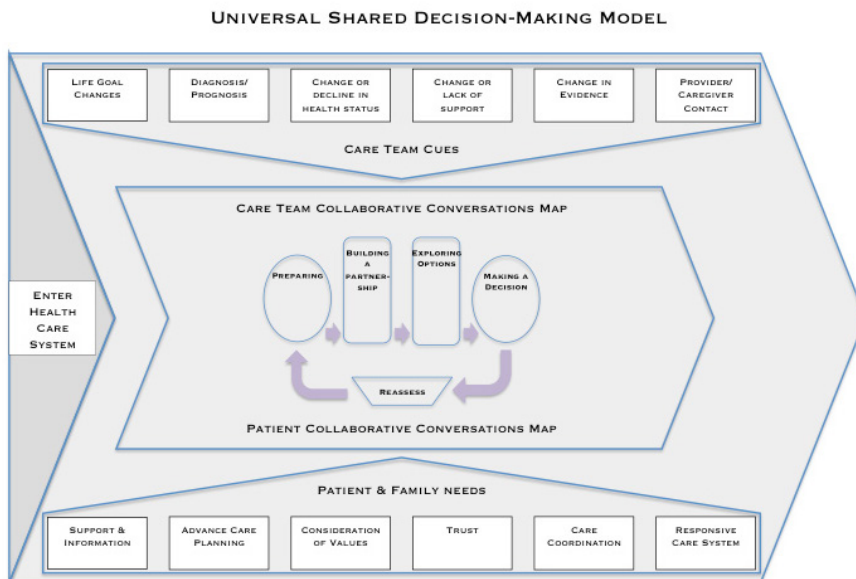 Universal Shared Decision-Making Model
Life Goal
Changes
Diagnosis/
Prognosis
Change or
decline in
health status
Change or
lack of
support
Change in
Evidence
Provider/
Caregiver
Contact
Care Team Cues
Care Team Collaborative Conversations Map
Preparing
Building
a
partner-
ship
Exploring
Options
Making a
Decision
Enter
Health
Care
System
Reassess
Patient Collaborative Conversations Map
Patient & Family needs
Support &
Information
Advance Care
Planning
Consideration
of Values
Trust
Care
Coordination
Responsive
Care System